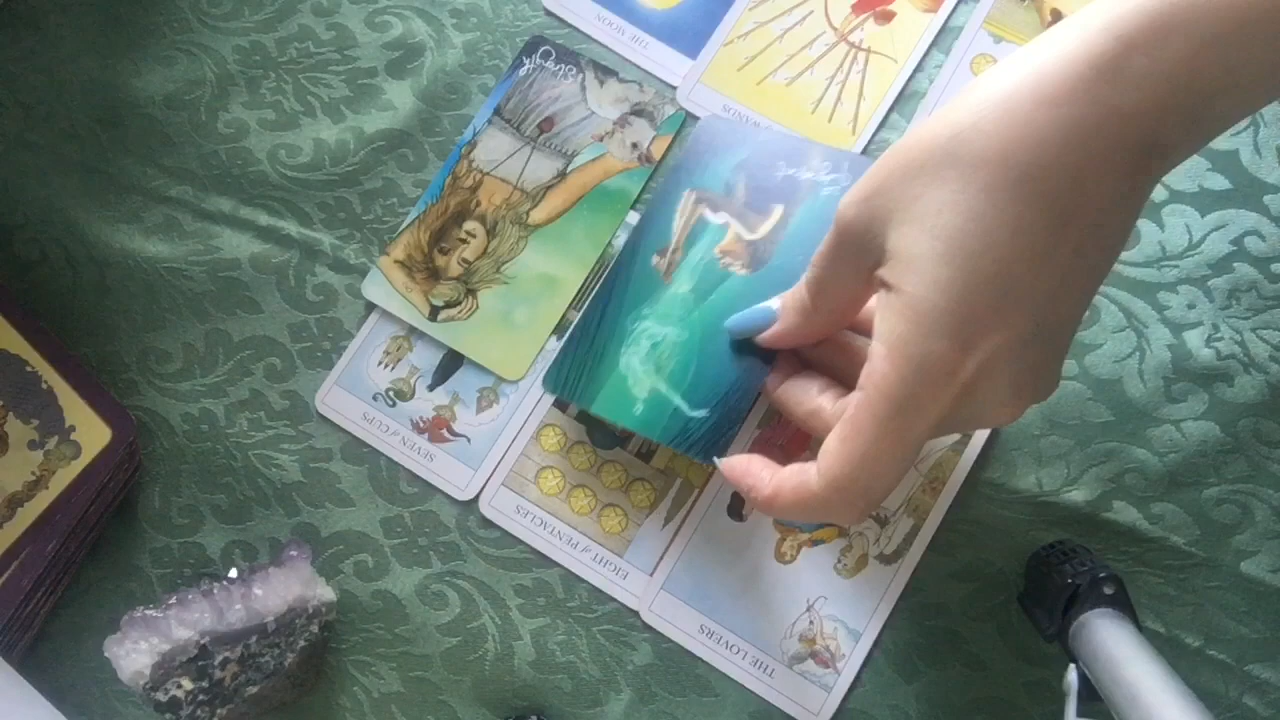 THE MOON
WANDS
Strength
SEVEN of CUPS
EIGHT of PENTACLES
THE LOVERS